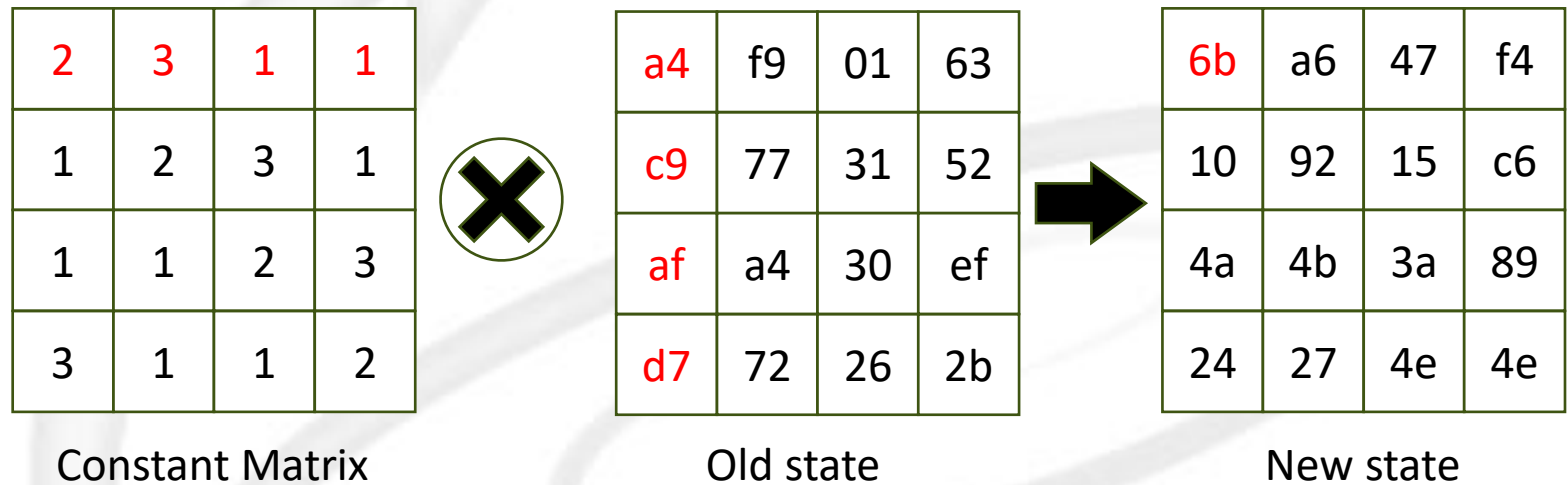 2 3 1 1 a4 f9 01 63 6b a6 47 f4
1 2 3 1 c9 77 31 52 10 92 15 c6
1 1 2 3 af a4 30 ef 4a 4b 3a 89
3 1 1 2 d7 72 26 2b 24 27 4e 4e
Constant Matrix Old state New state